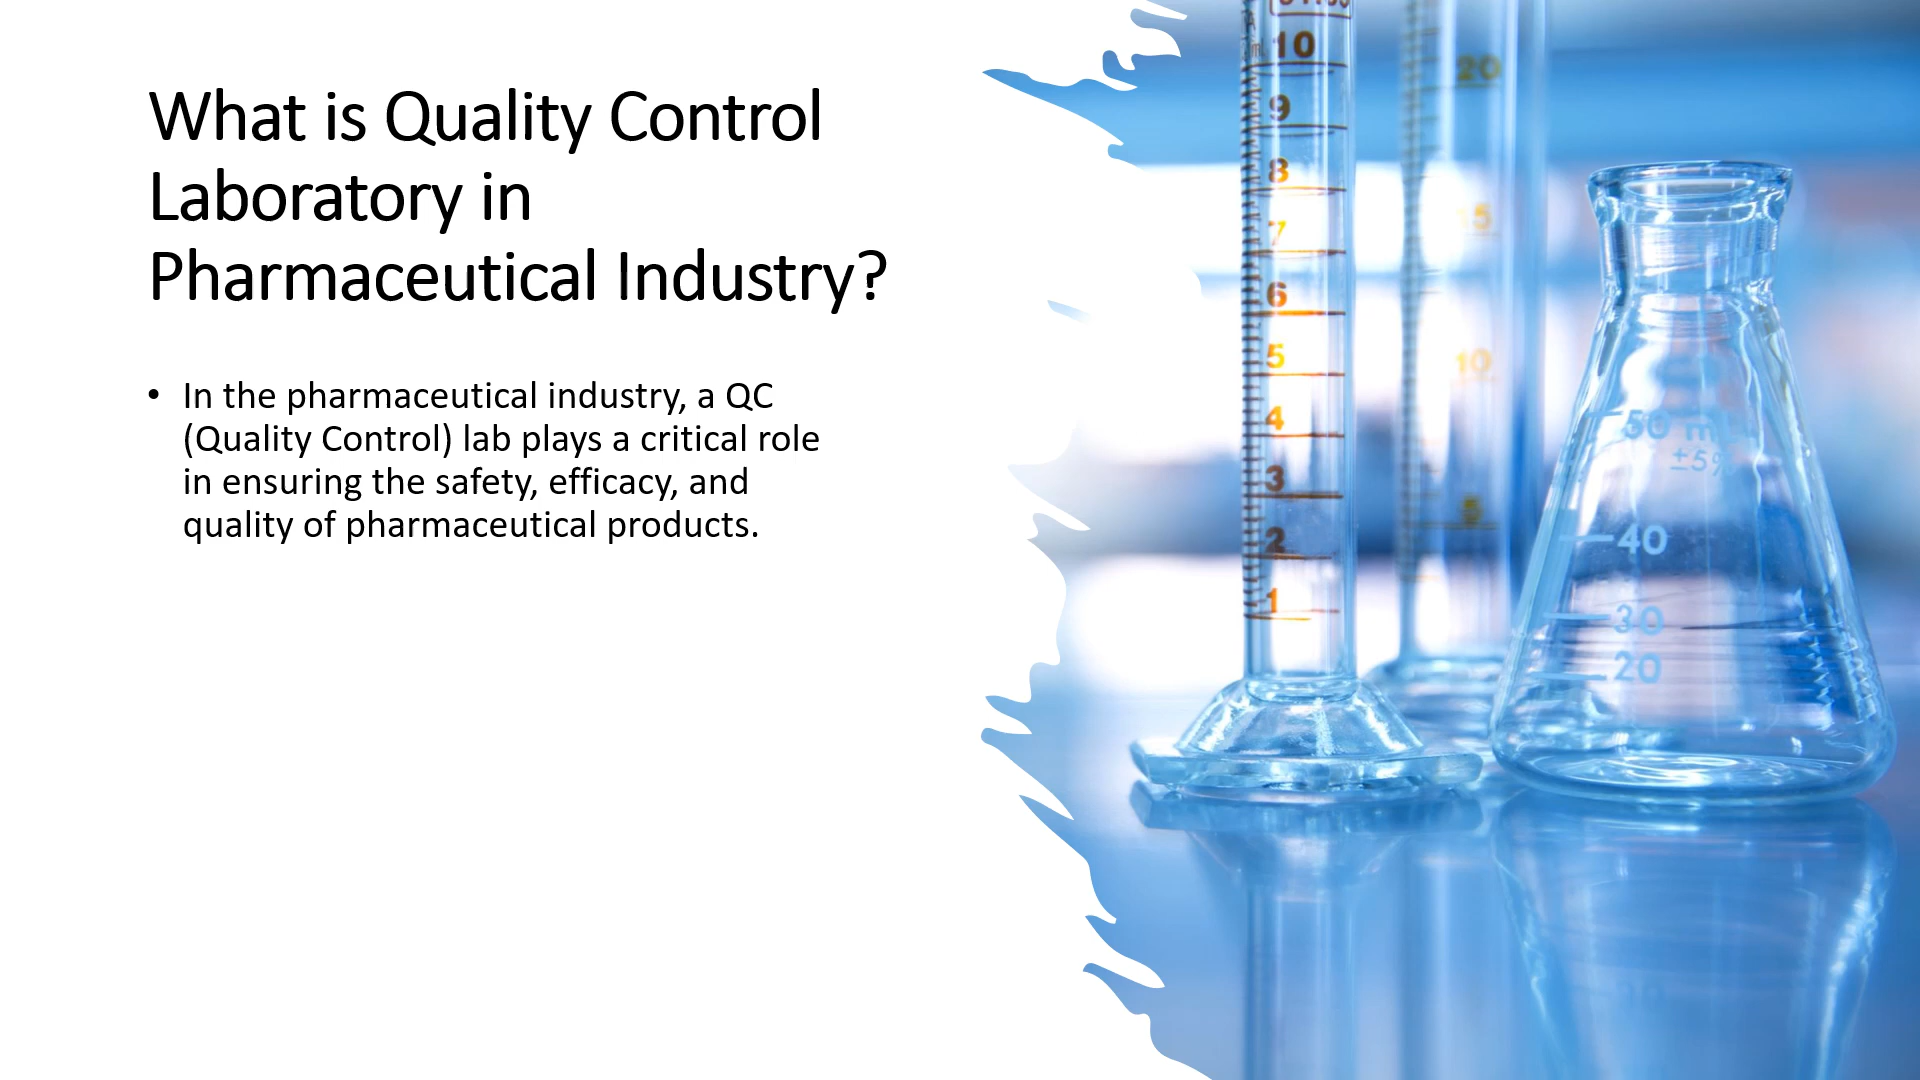 What is Quality Control
Laboratory in
Pharmaceutical Industry?
• In the pharmaceutical industry, a QC
(Quality Control) lab plays a critical role
in ensuring the safety, efficacy, and
quality of pharmaceutical products.
ml 10
9
8
7
6
5
4
3
2
1
20
15
10
5
50 mL
±5%
40
30
20